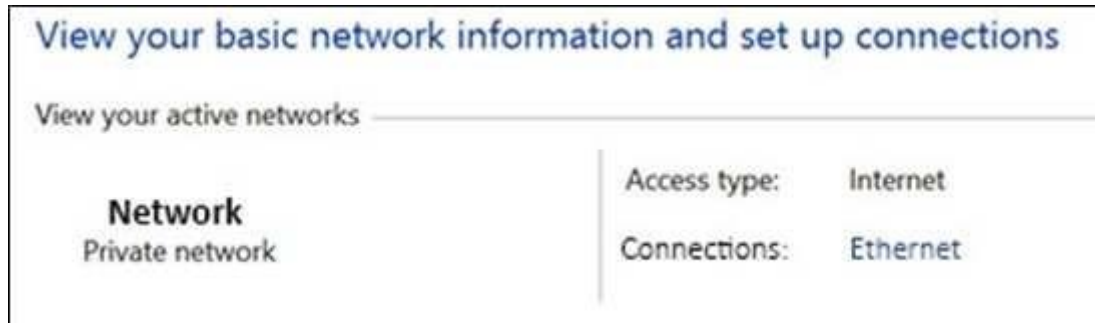 View your basic network information and set up connections
View your active networks
Network
Private network
Access type: Internet
Connections: Ethernet